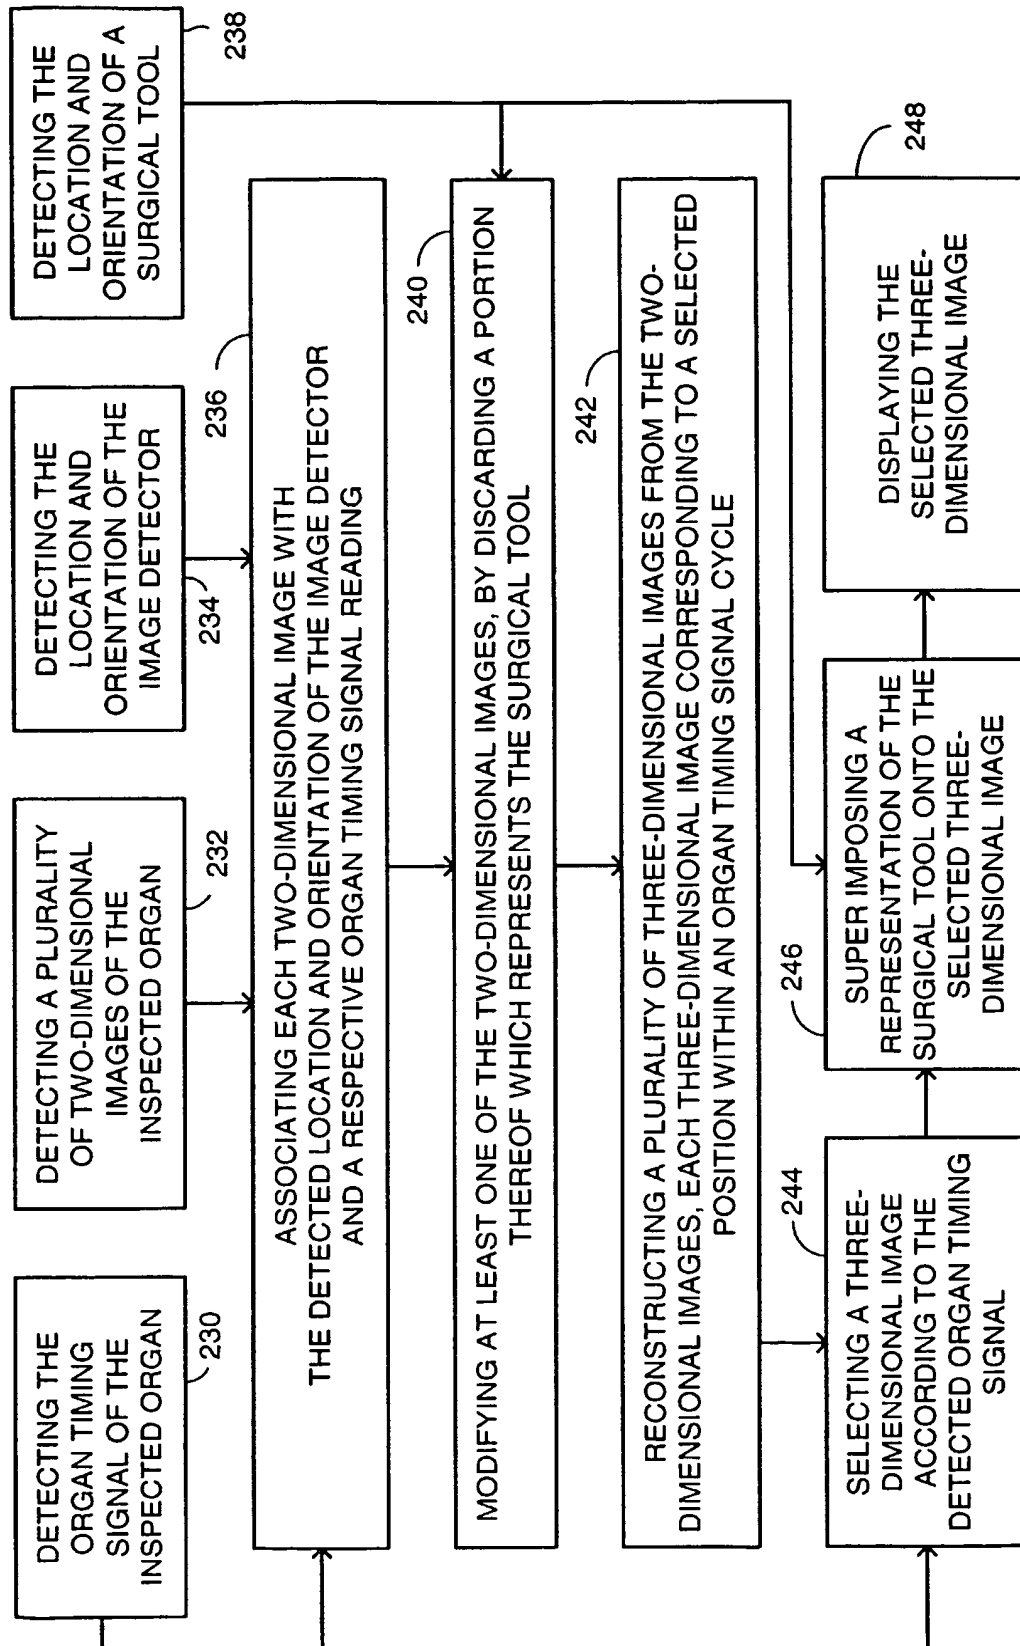 DETECTING THE
ORGAN TIMING
SIGNAL OF THE
INSPECTED ORGAN
230
DETECTING A PLURALITY
OF TWO-DIMENSIONAL
IMAGES OF THE
INSPECTED ORGAN
232
DETECTING THE
LOCATION AND
ORIENTATION OF THE
IMAGE DETECTOR
234
DETECTING THE
LOCATION AND
ORIENTATION OF A
SURGICAL TOOL
238
236
ASSOCIATING EACH TWO-DIMENSIONAL IMAGE WITH
THE DETECTED LOCATION AND ORIENTATION OF THE IMAGE DETECTOR
AND A RESPECTIVE ORGAN TIMING SIGNAL READING
240
MODIFYING AT LEAST ONE OF THE TWO-DIMENSIONAL IMAGES, BY DISCARDING A PORTION
THEREOF WHICH REPRESENTS THE SURGICAL TOOL
242
RECONSTRUCTING A PLURALITY OF THREE-DIMENSIONAL IMAGES FROM THE TWO-
DIMENSIONAL IMAGES, EACH THREE-DIMENSIONAL IMAGE CORRESPONDING TO A SELECTED
POSITION WITHIN AN ORGAN TIMING SIGNAL CYCLE
244
SELECTING A THREE-
DIMENSIONAL IMAGE
ACCORDING TO THE
DETECTED ORGAN TIMING
SIGNAL
246
SUPER IMPOSING A
REPRESENTATION OF THE
SURGICAL TOOL ONTO THE
SELECTED THREE-
DIMENSIONAL IMAGE
248
DISPLAYING THE
SELECTED THREE-
DIMENSIONAL IMAGE